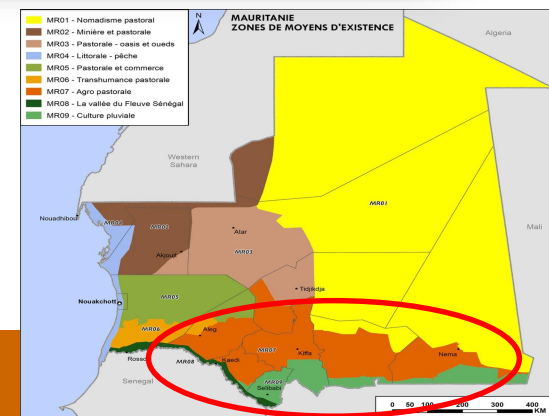 MR01 - Nomadisme pastoral
MR02 - Minière et pastorale
MR03 - Pastorale - oasis et oueds
MR04 - Littorale - pêche
MR05 - Pastorale et commerce
MR06 - Transhumance pastorale
MR07 - Agro pastorale
MR08 - La vallée du Fleuve Sénégal
MR09 - Culture pluviale
N
MAURITANIE
ZONES DE MOYENS D'EXISTENCE
Algeria
Western
Sahara
MR01
Nouadhibou
MR04
MR02
Atar
Mali
Akjoujt
MR03
Tidjikdja
Nouakchott
MR05
MR06
Aleg
Rosso
MR08
Kaedi
MR07
Kiffa
Nema
Senegal
MR09
Selibabi
0 50 100 200 300 400
KM